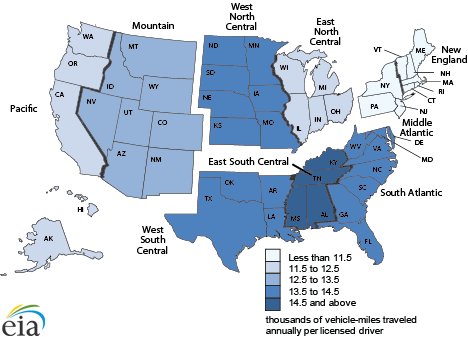 West
North
Central
East
North
Central
Mountain
New
England
Pacific
Middle
Atlantic
East South Central
South Atlantic
West
South
Central
WA
OR
CA
NV
ID
MT
WY
UT
CO
AZ
NM
ND
SD
NE
KS
MN
IA
MO
WI
MI
IL
IN
OH
VT
ME
NH
MA
RI
CT
NY
PA
NJ
DE
MD
WV
VA
NC
SC
GA
FL
KY
TN
MS
AL
OK
TX
AR
LA
HI
AK
Less than 11.5
11.5 to 12.5
12.5 to 13.5
13.5 to 14.5
14.5 and above
thousands of vehicle-miles traveled
annually per licensed driver
eia